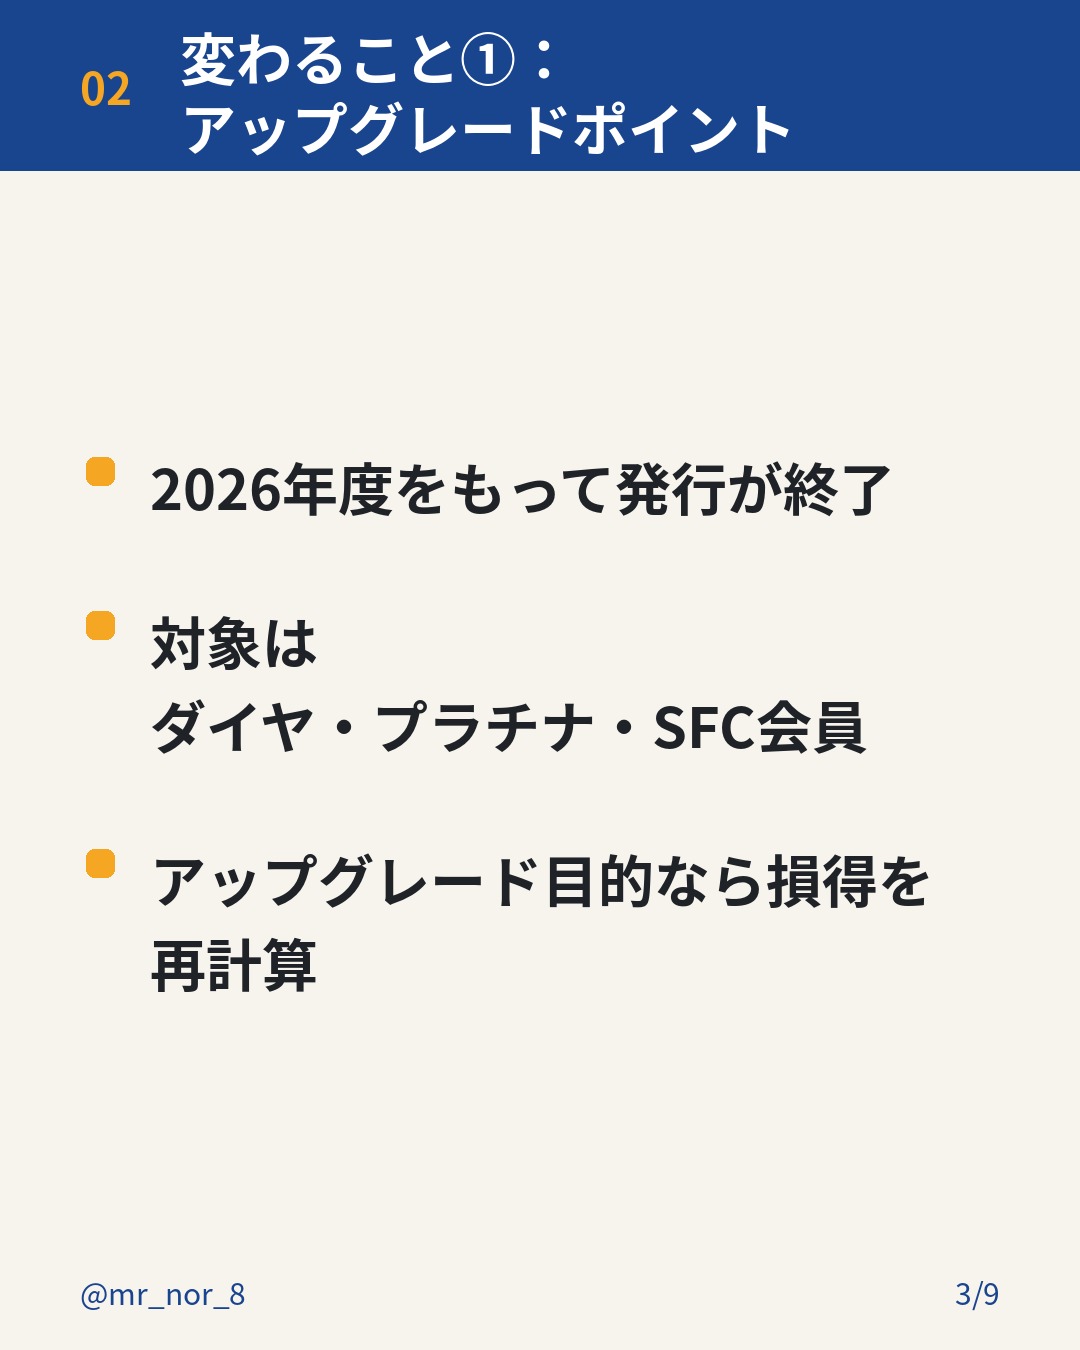 02
変わること①：
アップグレードポイント
2026年度をもって発行が終了
対象は
ダイヤ・プラチナ・SFC会員
アップグレード目的なら損得を
再計算
@mr_nor_8
3/9